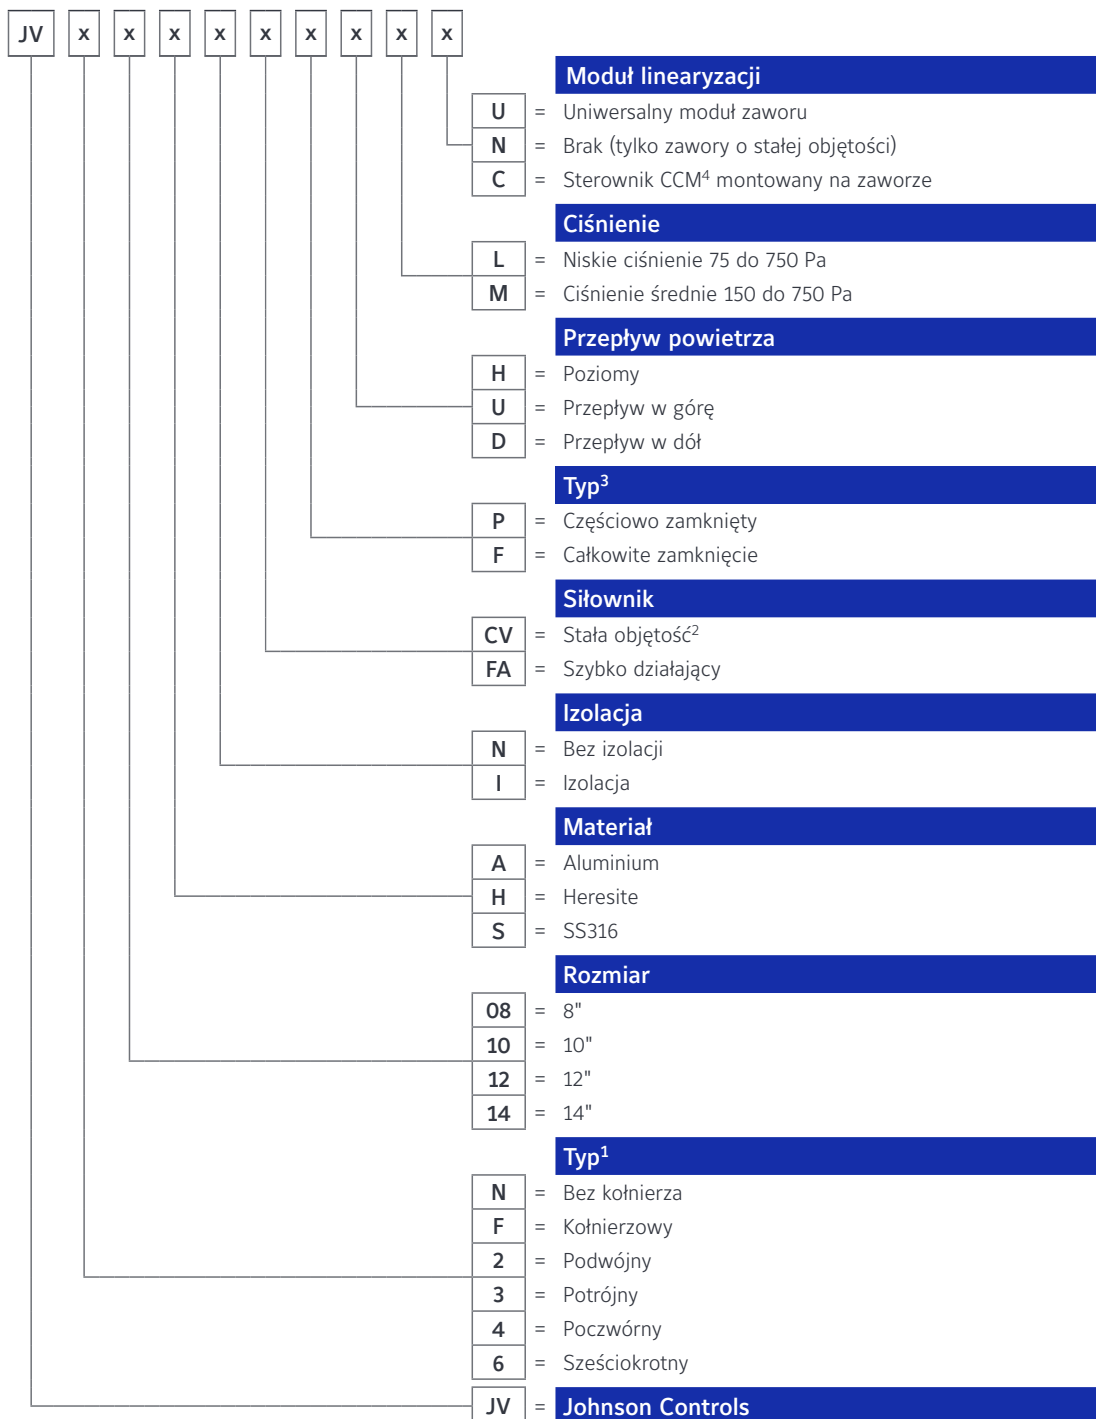 JV x x x x x x x x x
Moduł linearyzacji
U = Uniwersalny moduł zaworu
N = Brak (tylko zawory o stałej objętości)
C = Sterownik CCM⁴ montowany na zaworze
Ciśnienie
L = Niskie ciśnienie 75 do 750 Pa
M = Ciśnienie średnie 150 do 750 Pa
Przepływ powietrza
H = Poziomy
U = Przepływ w górę
D = Przepływ w dół
Typ³
P = Częściowo zamknięty
F = Całkowite zamknięcie
Siłownik
CV = Stała objętość²
FA = Szybko działający
Izolacja
N = Bez izolacji
I = Izolacja
Materiał
A = Aluminium
H = Heresite
S = SS316
Rozmiar
08 = 8"
10 = 10"
12 = 12"
14 = 14"
Typ¹
N = Bez kołnierza
F = Kołnierzowy
2 = Podwójny
3 = Potrójny
4 = Poczwórny
6 = Sześciokrotny
JV = Johnson Controls